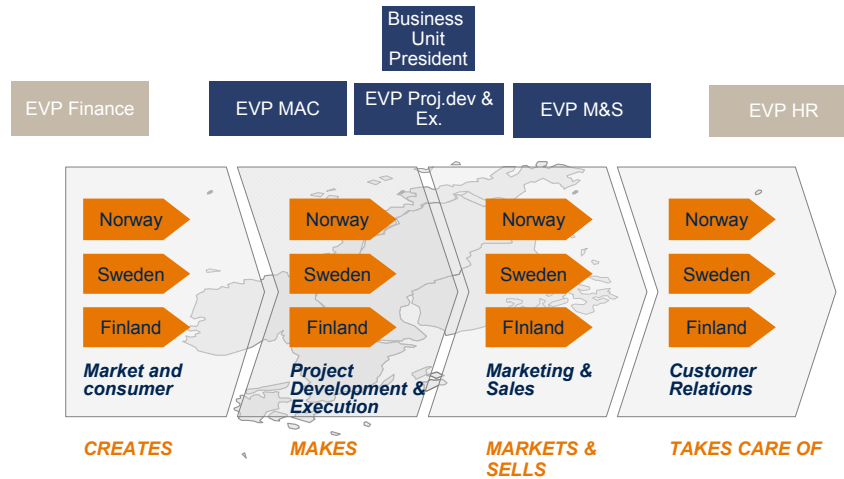 Business
Unit
President
EVP Finance
EVP MAC
EVP Proj.dev &
Ex.
EVP M&S
EVP HR
Norway
Norway
Norway
Norway
Sweden
Sweden
Sweden
Sweden
Finland
Finland
FInland
Finland
Market and
consumer
Project
Development &
Execution
Marketing &
Sales
Customer
Relations
CREATES
MAKES
MARKETS &
SELLS
TAKES CARE OF